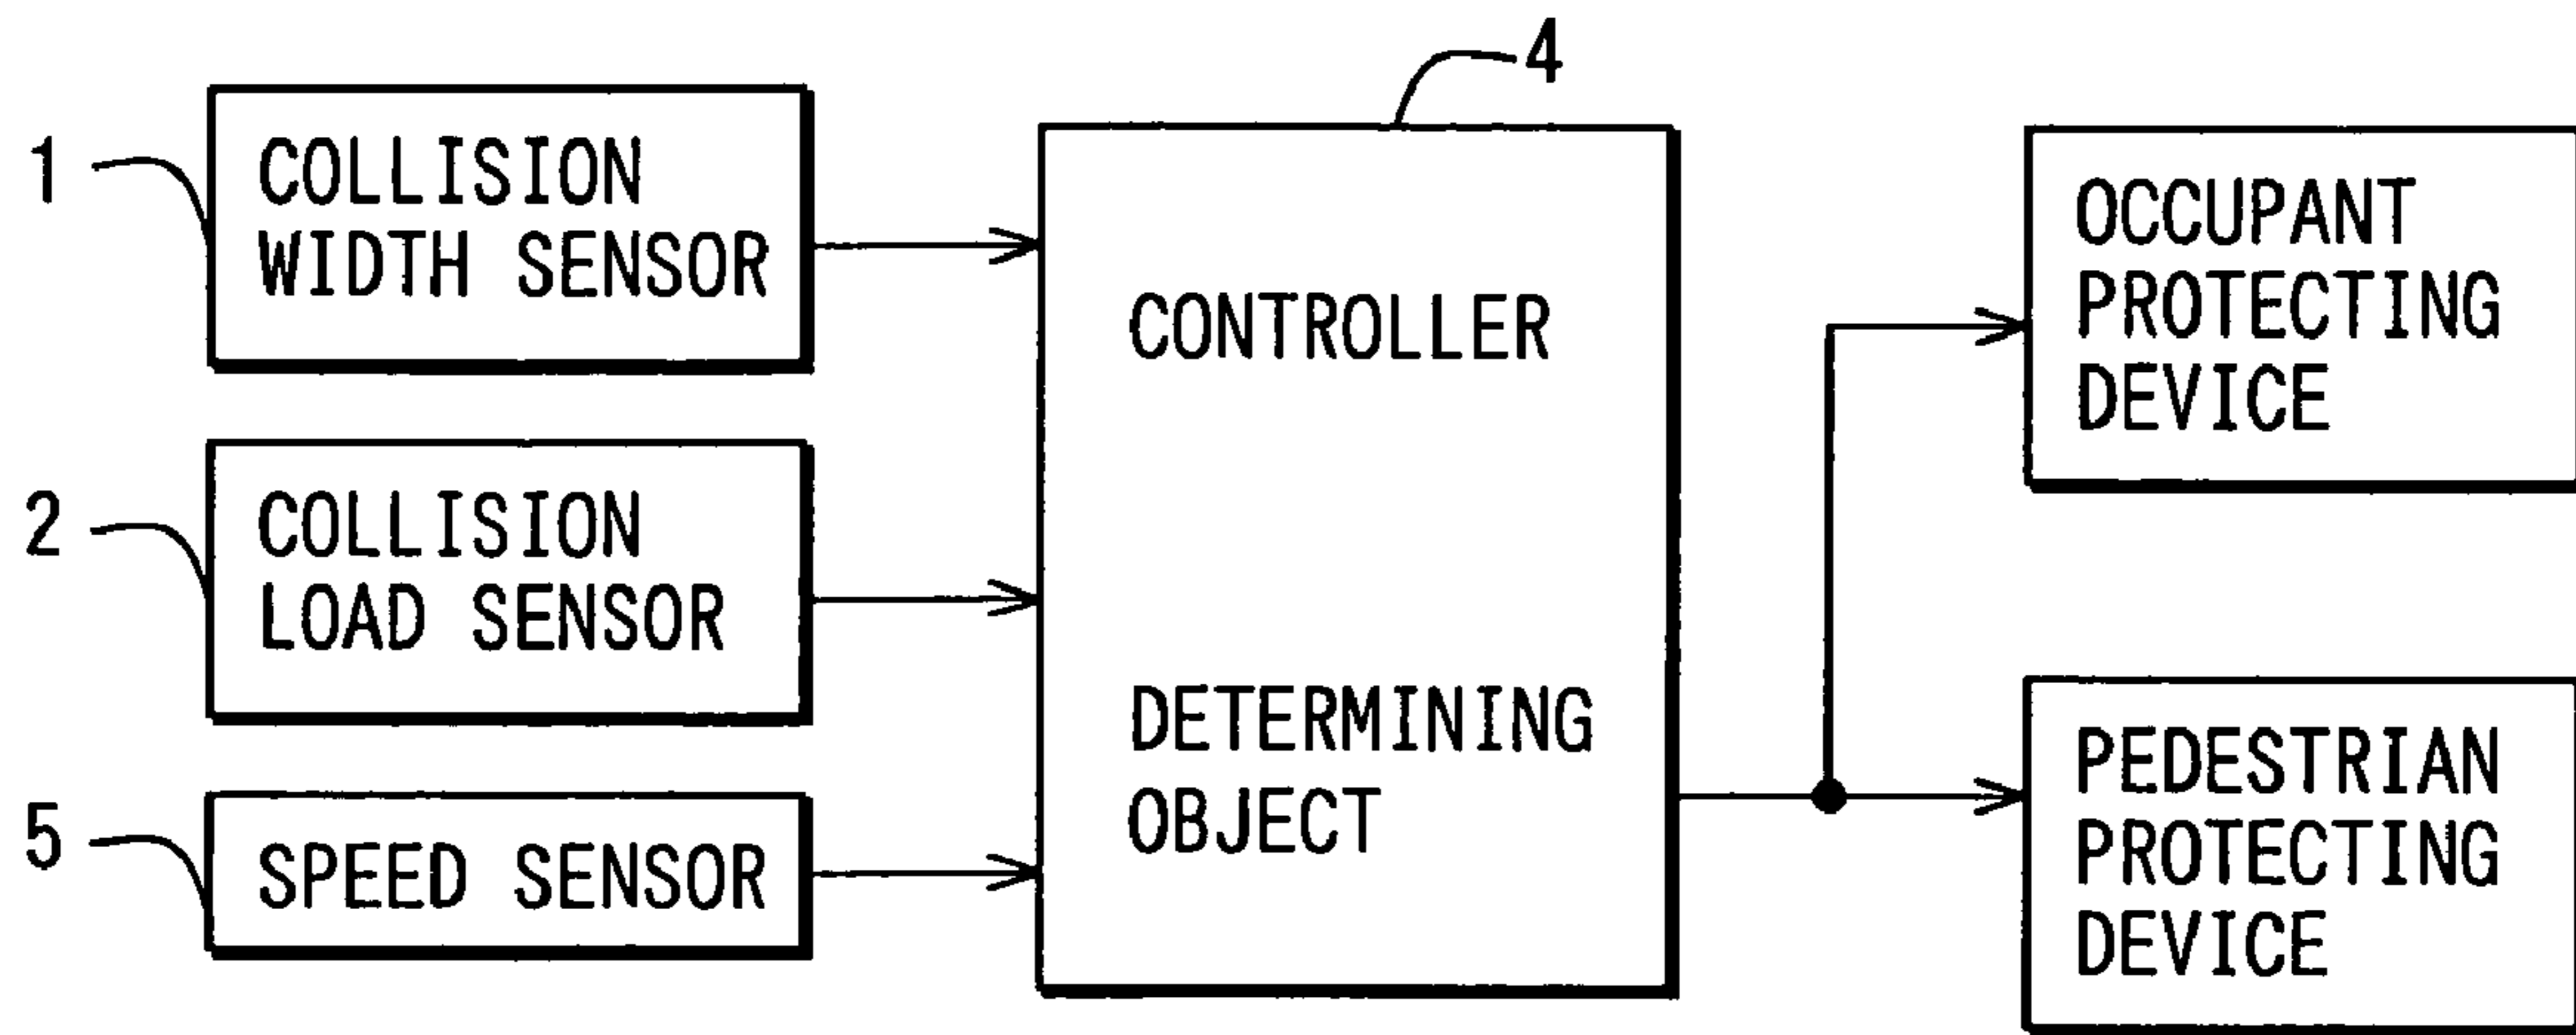 4
1
COLLISION
WIDTH SENSOR
2
COLLISION
LOAD SENSOR
5
SPEED SENSOR
CONTROLLER
DETERMINING
OBJECT
OCCUPANT
PROTECTING
DEVICE
PEDESTRIAN
PROTECTING
DEVICE